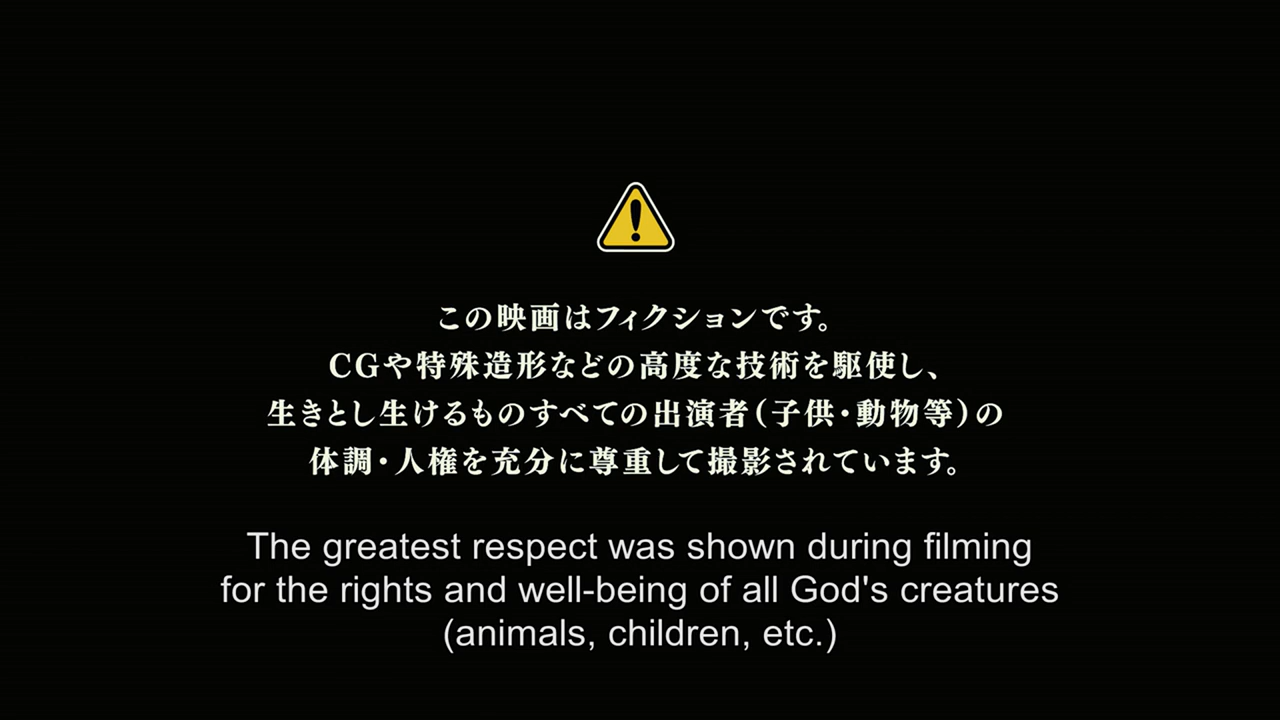 この映画はフィクションです。
CGや特殊造形などの高度な技術を駆使し、
生きとし生けるものすべての出演者(子供・動物等)の
体調・人権を充分に尊重して撮影されています。
The greatest respect was shown during filming
for the rights and well-being of all God's creatures
(animals, children, etc.)